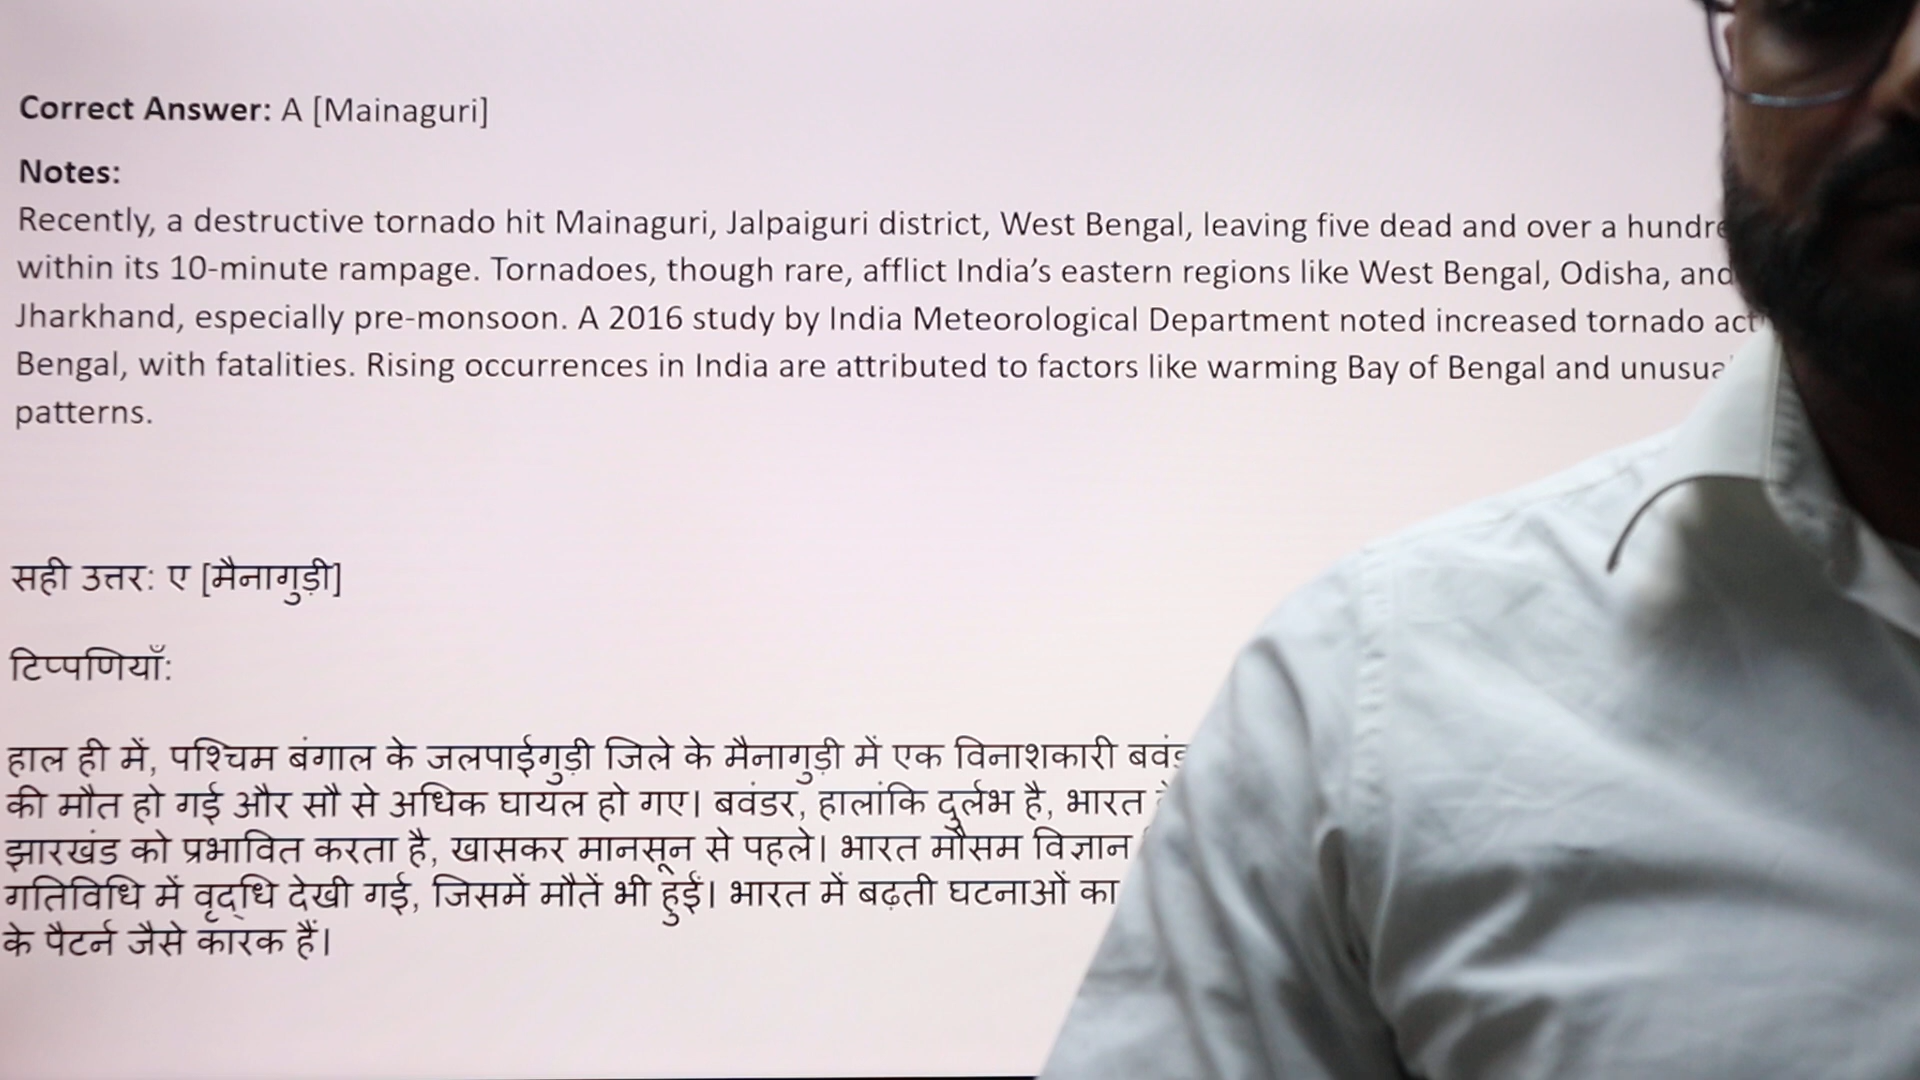 Correct Answer: A [Mainaguri]
Notes:
Recently, a destructive tornado hit Mainaguri, Jalpaiguri district, West Bengal, leaving five dead and over a
within its 10-minute rampage. Tornadoes, though rare, afflict India’s eastern regions like West Bengal, Odisha, and
Jharkhand, especially pre-monsoon. A 2016 study by India Meteorological Department noted increased tornado
Bengal, with fatalities. Rising occurrences in India are attributed to factors like warming Bay of Bengal and
patterns.
सही उत्तर: ए [मैनागुड़ी]
टिप्पणियाँ:
हाल ही में, पश्चिम बंगाल के जलपाईगुड़ी जिले के मैनागुड़ी में एक विनाशकारी
की मौत हो गई और सौ से अधिक घायल हो गए। बवंडर, हालांकि दुर्लभ है, भारत
झारखंड को प्रभावित करता है, खासकर मानसून से पहले। भारत मौसम विज्ञान
गतिविधि में वृद्धि देखी गई, जिसमें मौतें भी हुईं। भारत में बढ़ती घटनाओं का
के पैटर्न जैसे कारक हैं।